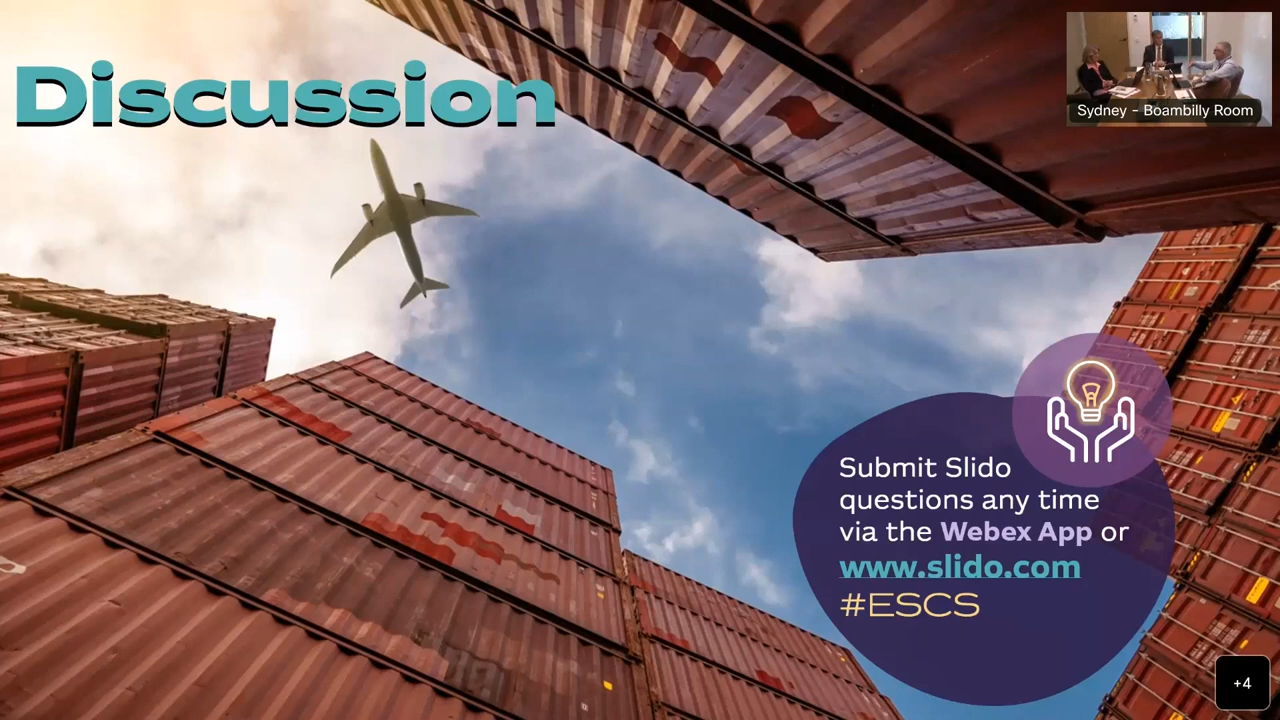 Discussion
Sydney - Boambilly Room
Submit Slido
questions any time
via the Webex App or
www.slido.com
#ESCS
+4